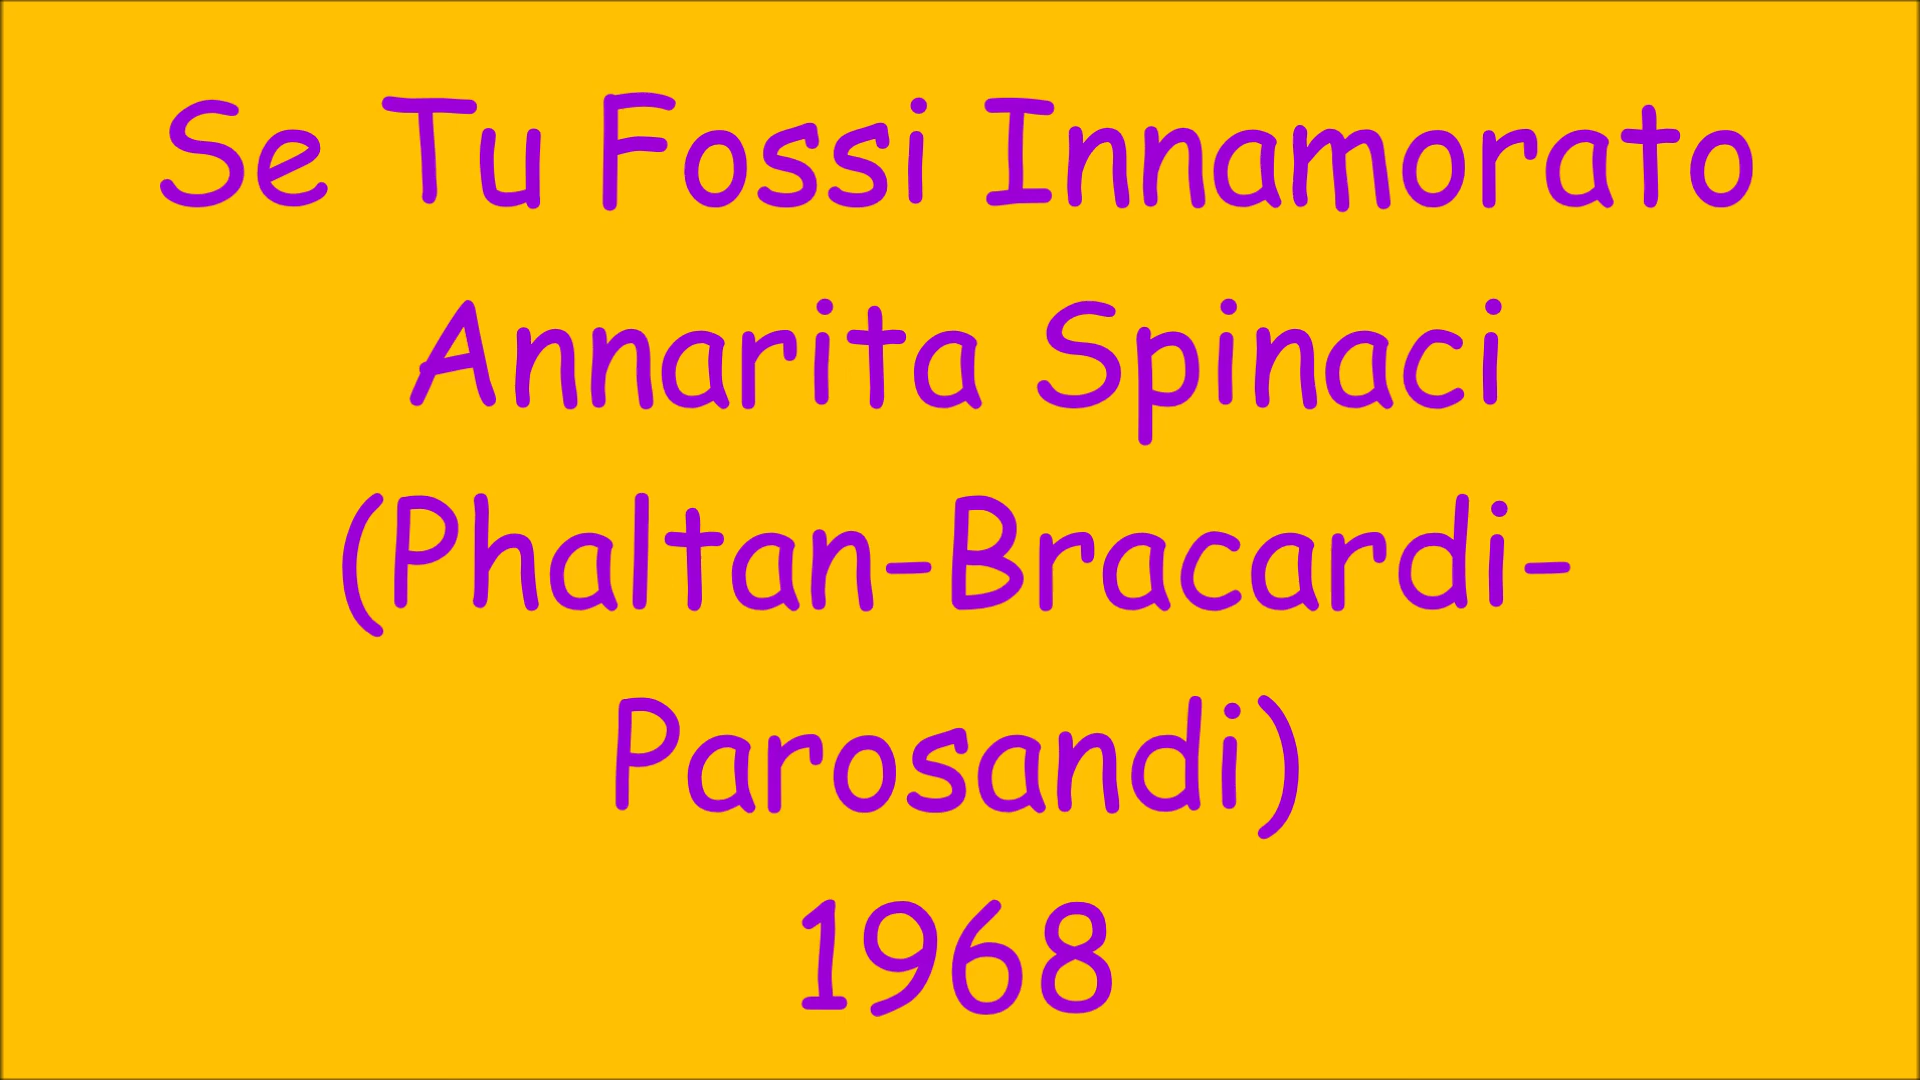 Se Tu Fossi Innamorato
Annarita Spinaci
(Phaltan-Bracardi-
Parosandi)
1968